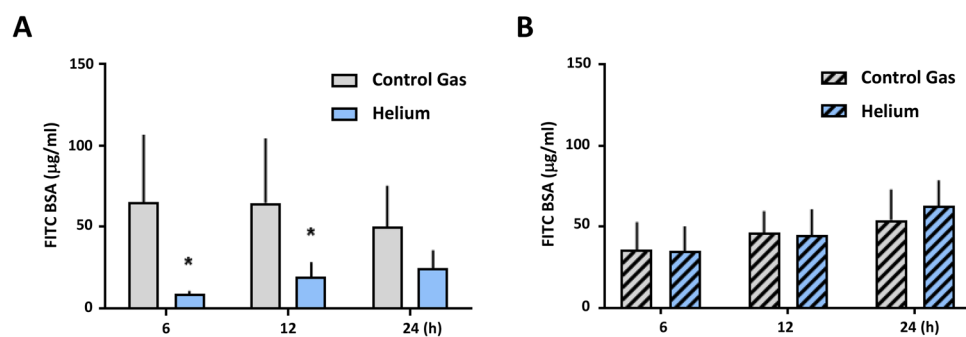 A
150
100
50
0
FITC BSA (µg/ml)
Control Gas
Helium
*
*
6
12
24 (h)
B
150
100
50
0
FITC BSA (µg/ml)
Control Gas
Helium
6
12
24 (h)